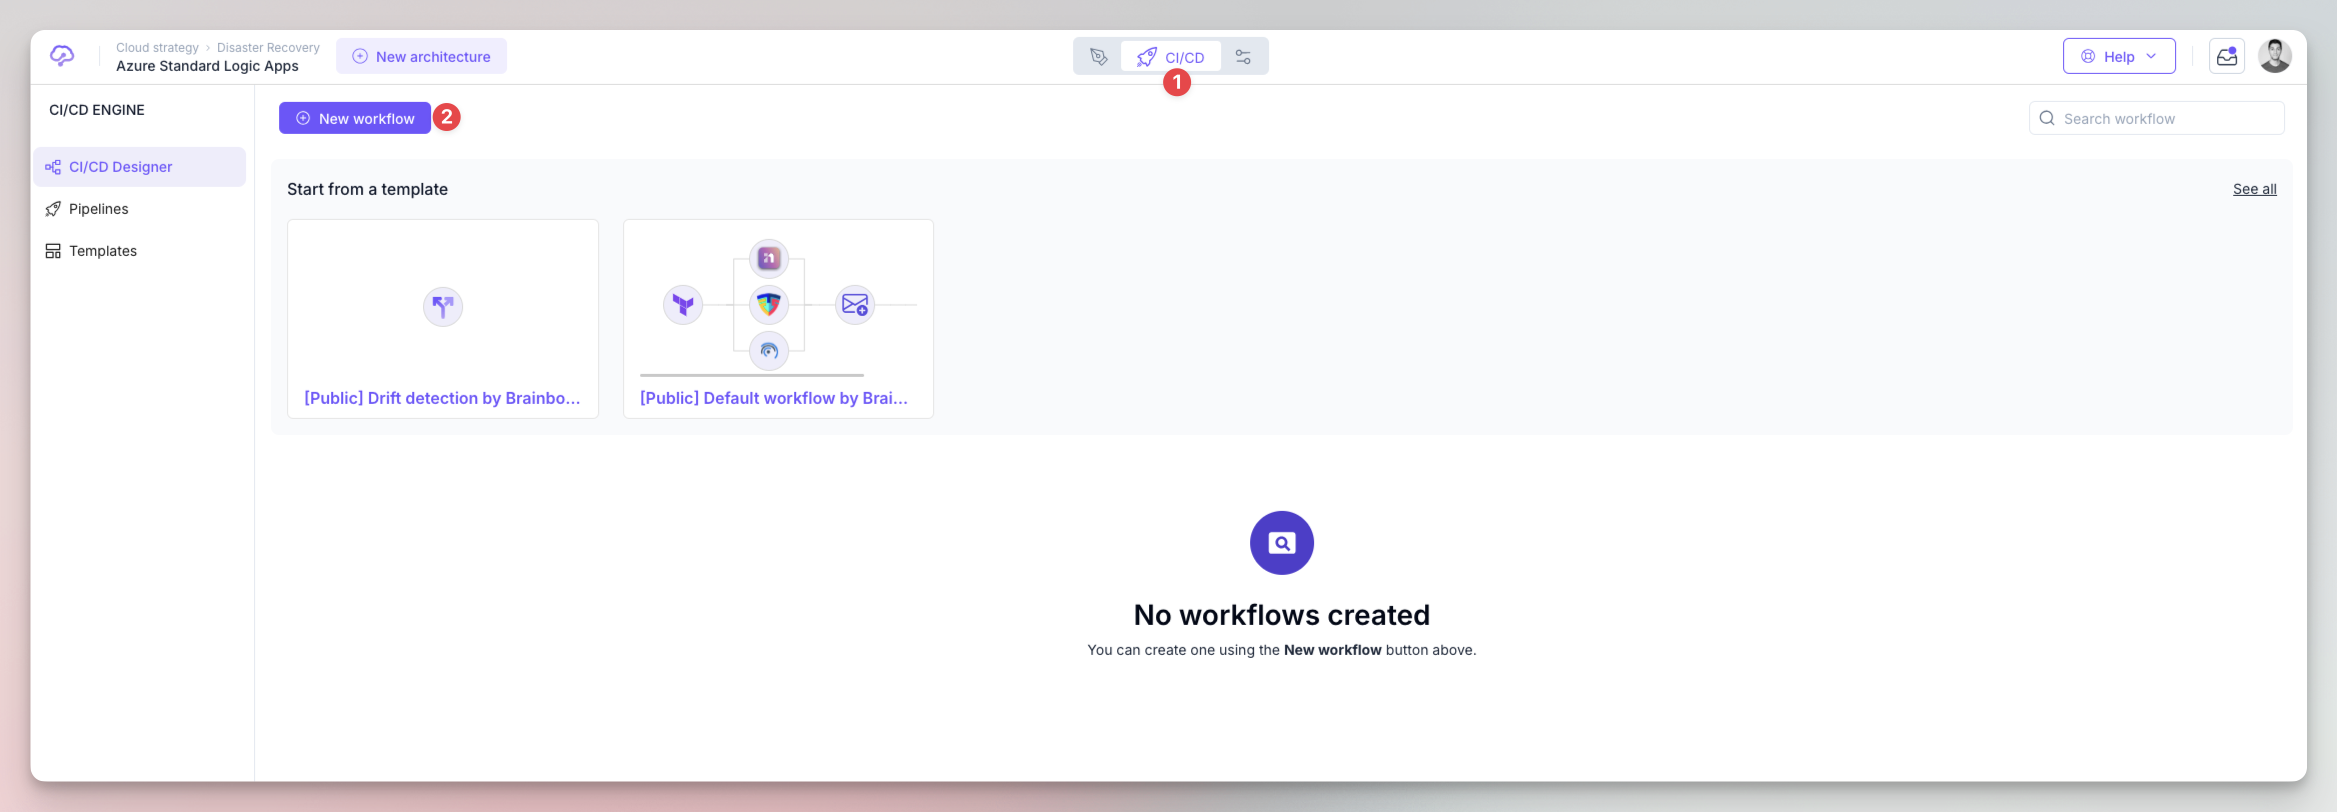 Cloud strategy › Disaster Recovery
Azure Standard Logic Apps
New architecture
CI/CD
1
Help
CI/CD ENGINE
New workflow
2
Search workflow
CI/CD Designer
Pipelines
Templates
Start from a template
See all
[Public] Drift detection by Brainbo...
[Public] Default workflow by Brai...
No workflows created
You can create one using the New workflow button above.